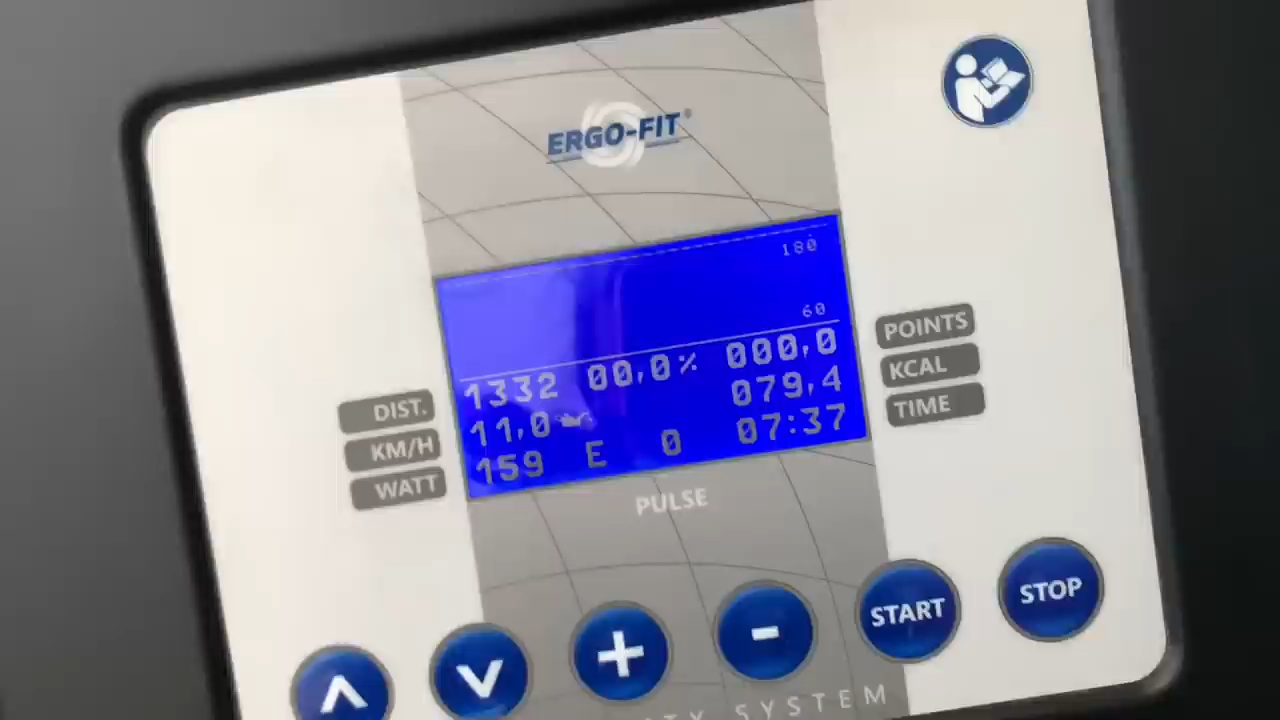 ERGO-FIT®
180
60
1332 00,0% 000,0
11,0 079,4
159 E 0 07:37
DIST.
KM/H
WATT
POINTS
KCAL
TIME
PULSE
+
-
START
STOP
SYSTEM